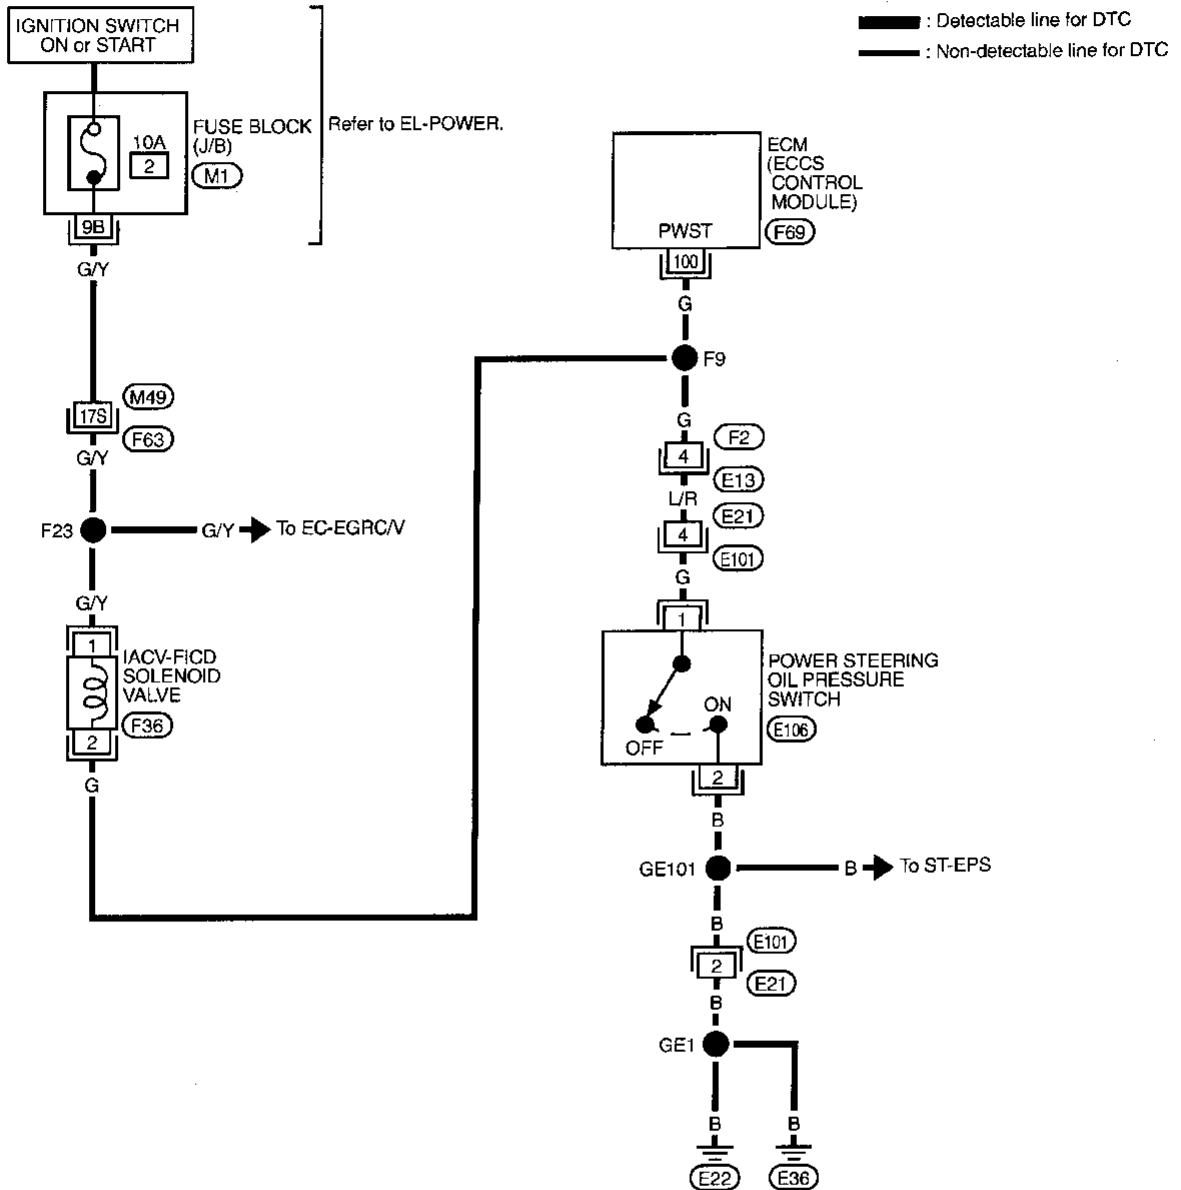 IGNITION SWITCH
ON or START
: Detectable line for DTC
: Non-detectable line for DTC
FUSE BLOCK
(J/B)
M1
10A
2
Refer to EL-POWER.
9B
G/Y
ECM
(ECCS
CONTROL
MODULE)
F69
PWST
100
G
F9
M49
17S
F63
G/Y
G
F2
4
E13
L/R
E21
4
E101
G
F23
G/Y
To EC-EGRC/V
G/Y
1
IACV-FICD
SOLENOID
VALVE
F36
2
G
1
POWER STEERING
OIL PRESSURE
SWITCH
E106
ON
OFF
2
B
GE101
B
To ST-EPS
B
E101
2
E21
B
GE1
B
B
E22
E36